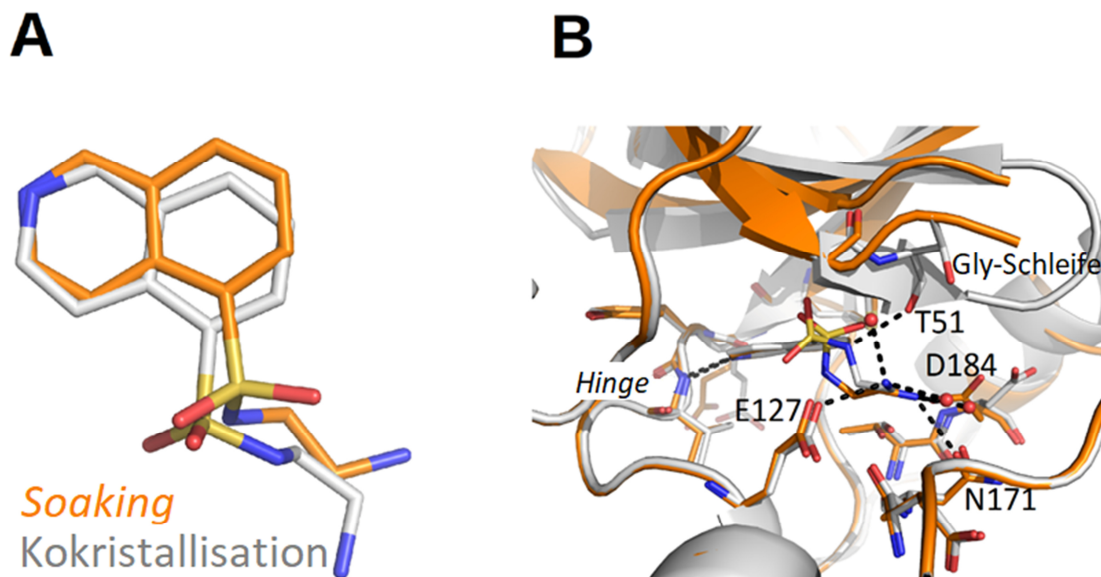 A
B
Soaking
Kokristallisation
Gly-Schleife
T51
D184
Hinge
E127
N171